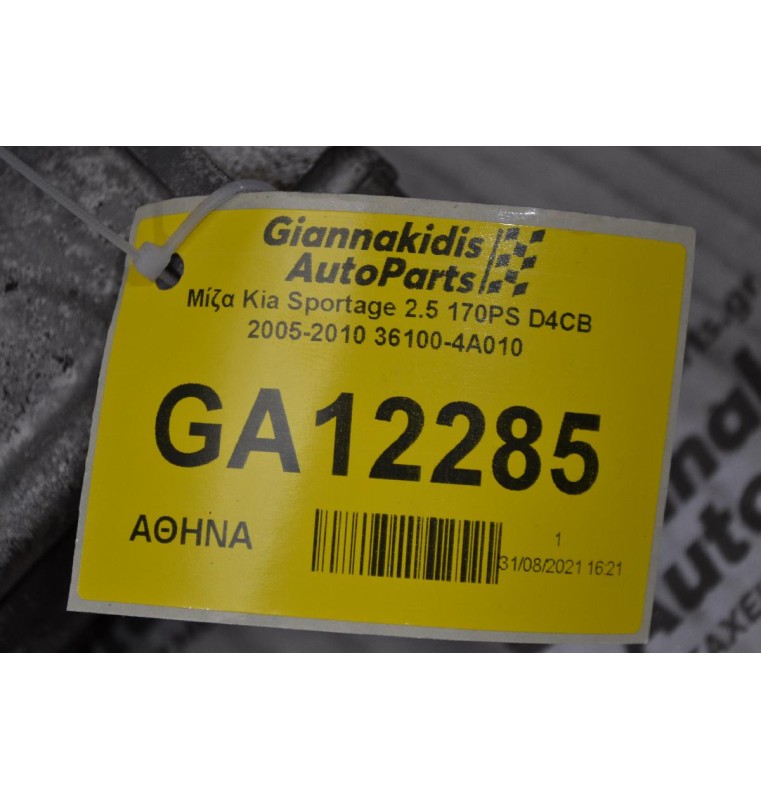 Giannakidis
AutoParts
Μίζα Kia Sportage 2.5 170PS D4CB
2005-2010 36100-4A010
GA12285
ΑΘΗΝΑ
1
31/08/2021 16:21